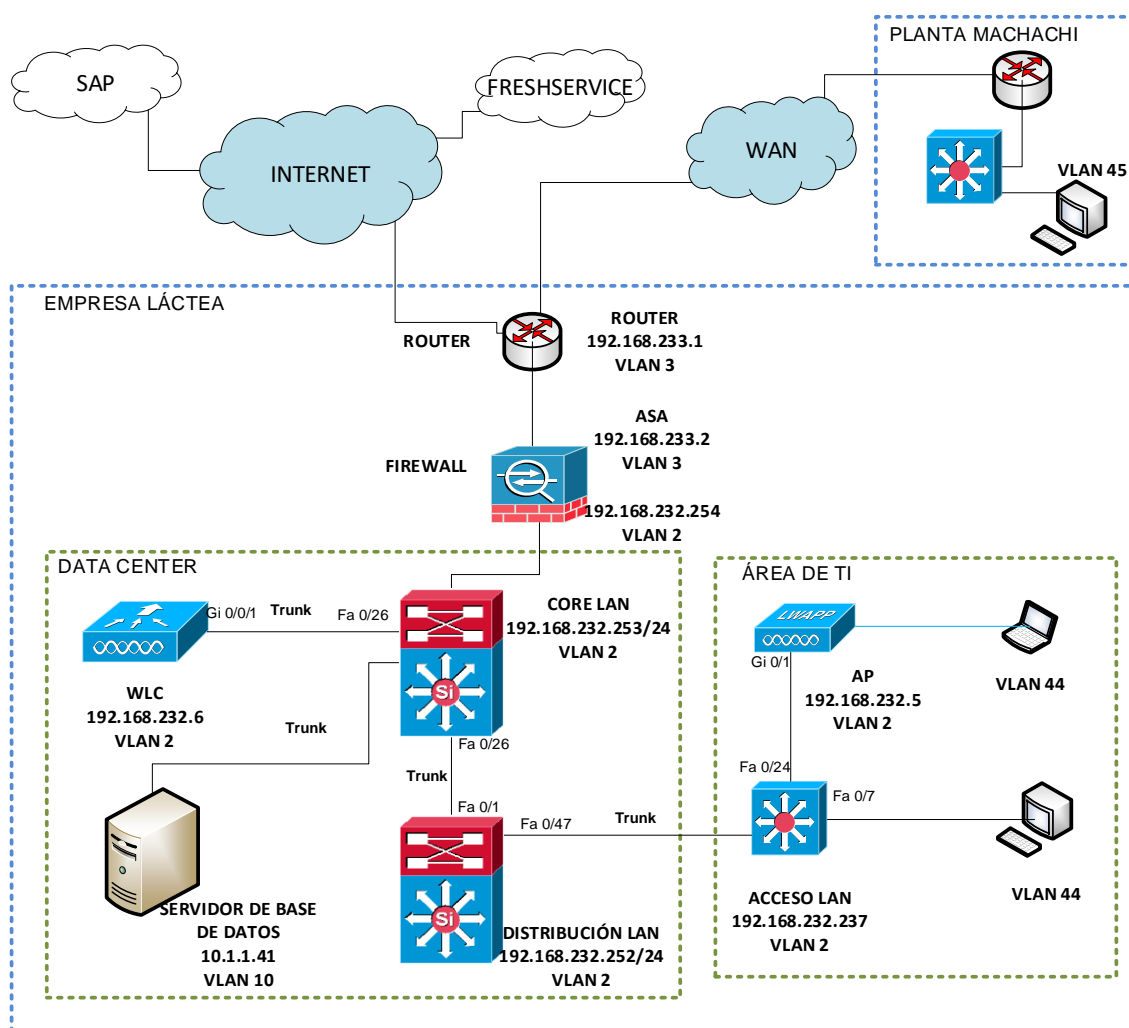 PLANTA MACHACHI
SAP
FRESHSERVICE
INTERNET
WAN
VLAN 45
EMPRESA LÁCTEA
ROUTER
ROUTER
192.168.233.1
VLAN 3
ASA
192.168.233.2
VLAN 3
FIREWALL
192.168.232.254
VLAN 2
DATA CENTER
Gi 0/0/1
Trunk
Fa 0/26
CORE LAN
192.168.232.253/24
VLAN 2
WLC
192.168.232.6
VLAN 2
Trunk
Si
Fa 0/26
Trunk
Fa 0/1
Fa 0/47
Trunk
Si
SERVIDOR DE BASE
DE DATOS
10.1.1.41
VLAN 10
DISTRIBUCIÓN LAN
192.168.232.252/24
VLAN 2
ÁREA DE TI
LWAPP
Gi 0/1
AP
192.168.232.5
VLAN 2
VLAN 44
Fa 0/24
Fa 0/7
ACCESO LAN
192.168.232.237
VLAN 2
VLAN 44